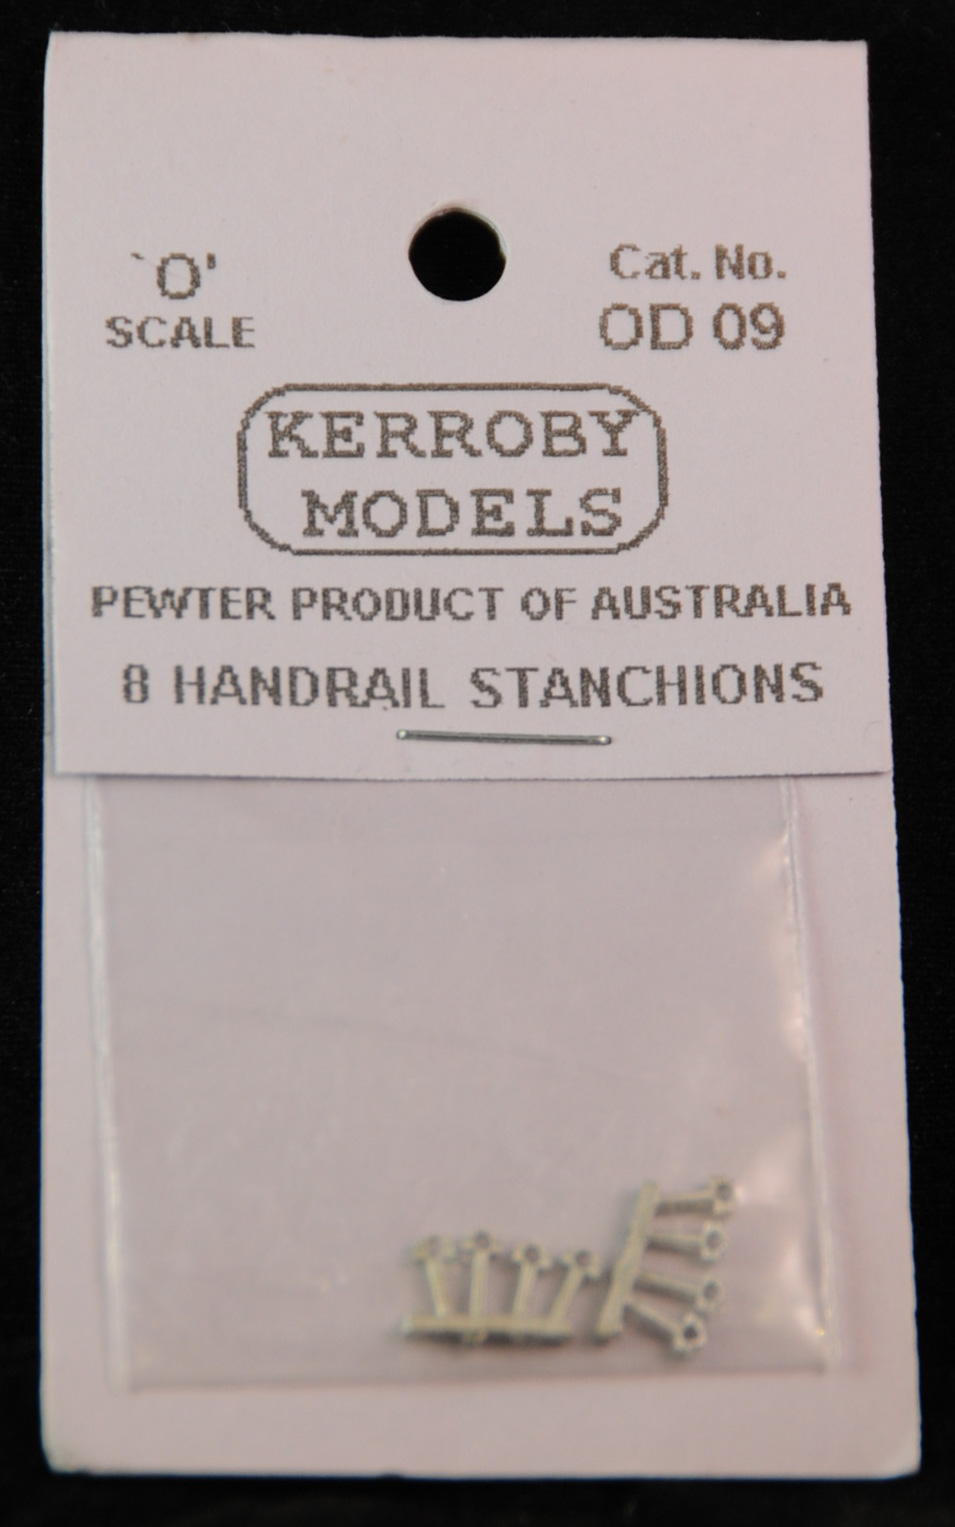 `O'
SCALE
Cat. No.
OD 09
KERROBY
MODELS
PEWTER PRODUCT OF AUSTRALIA
8 HANDRAIL STANCHIONS